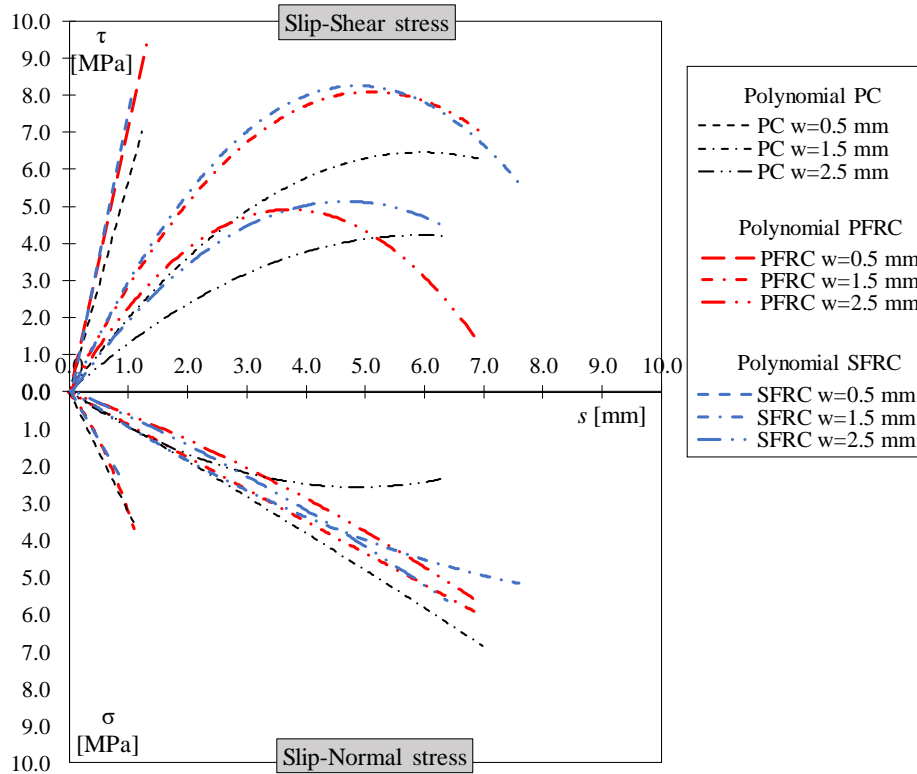 Slip-Shear stress
10.0
9.0
8.0
7.0
6.0
5.0
4.0
3.0
2.0
1.0
0.0
τ
[MPa]
0.0 1.0 2.0 3.0 4.0 5.0 6.0 7.0 8.0 9.0 10.0
s [mm]
0.0
1.0
2.0
3.0
4.0
5.0
6.0
7.0
8.0
9.0
10.0
σ
[MPa]
Slip-Normal stress
Polynomial PC
PC w=0.5 mm
PC w=1.5 mm
PC w=2.5 mm
Polynomial PFRC
PFRC w=0.5 mm
PFRC w=1.5 mm
PFRC w=2.5 mm
Polynomial SFRC
SFRC w=0.5 mm
SFRC w=1.5 mm
SFRC w=2.5 mm